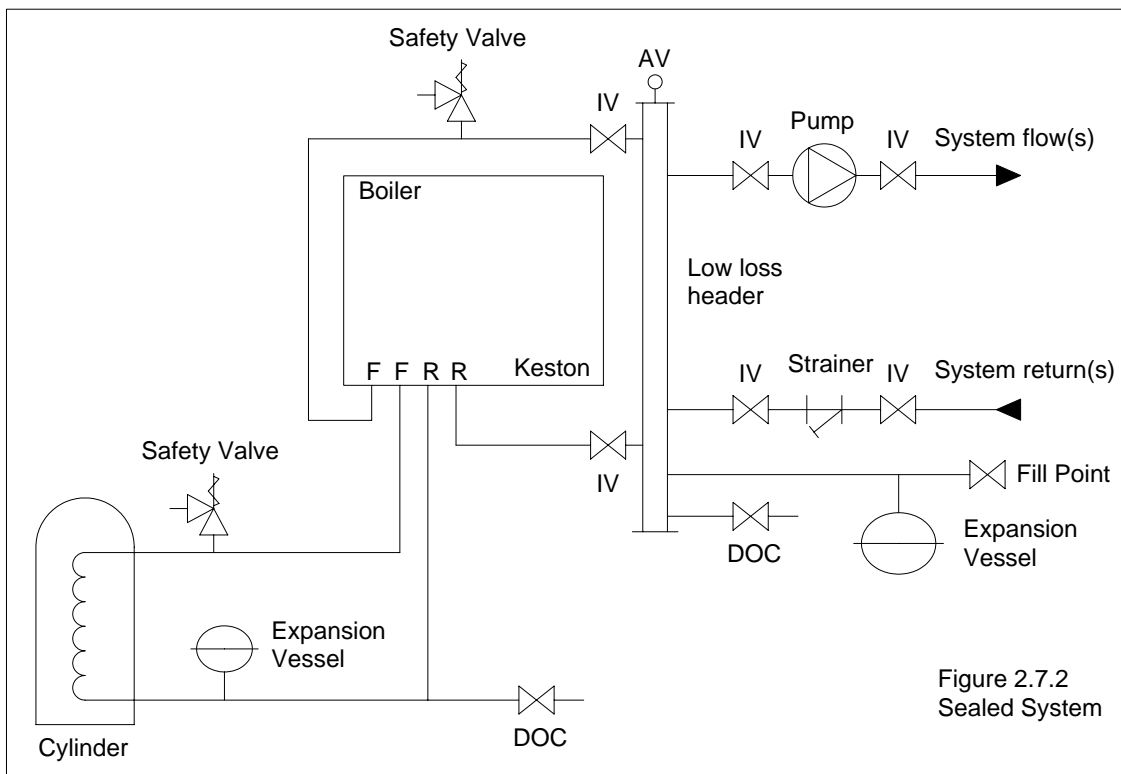 Safety Valve
AV
IV
Pump
IV
IV
System flow(s)
Boiler
Low loss
header
F F R R
Keston
IV
Strainer
IV
System return(s)
Safety Valve
IV
Fill Point
DOC
Expansion
Vessel
Expansion
Vessel
DOC
Cylinder
Figure 2.7.2
Sealed System